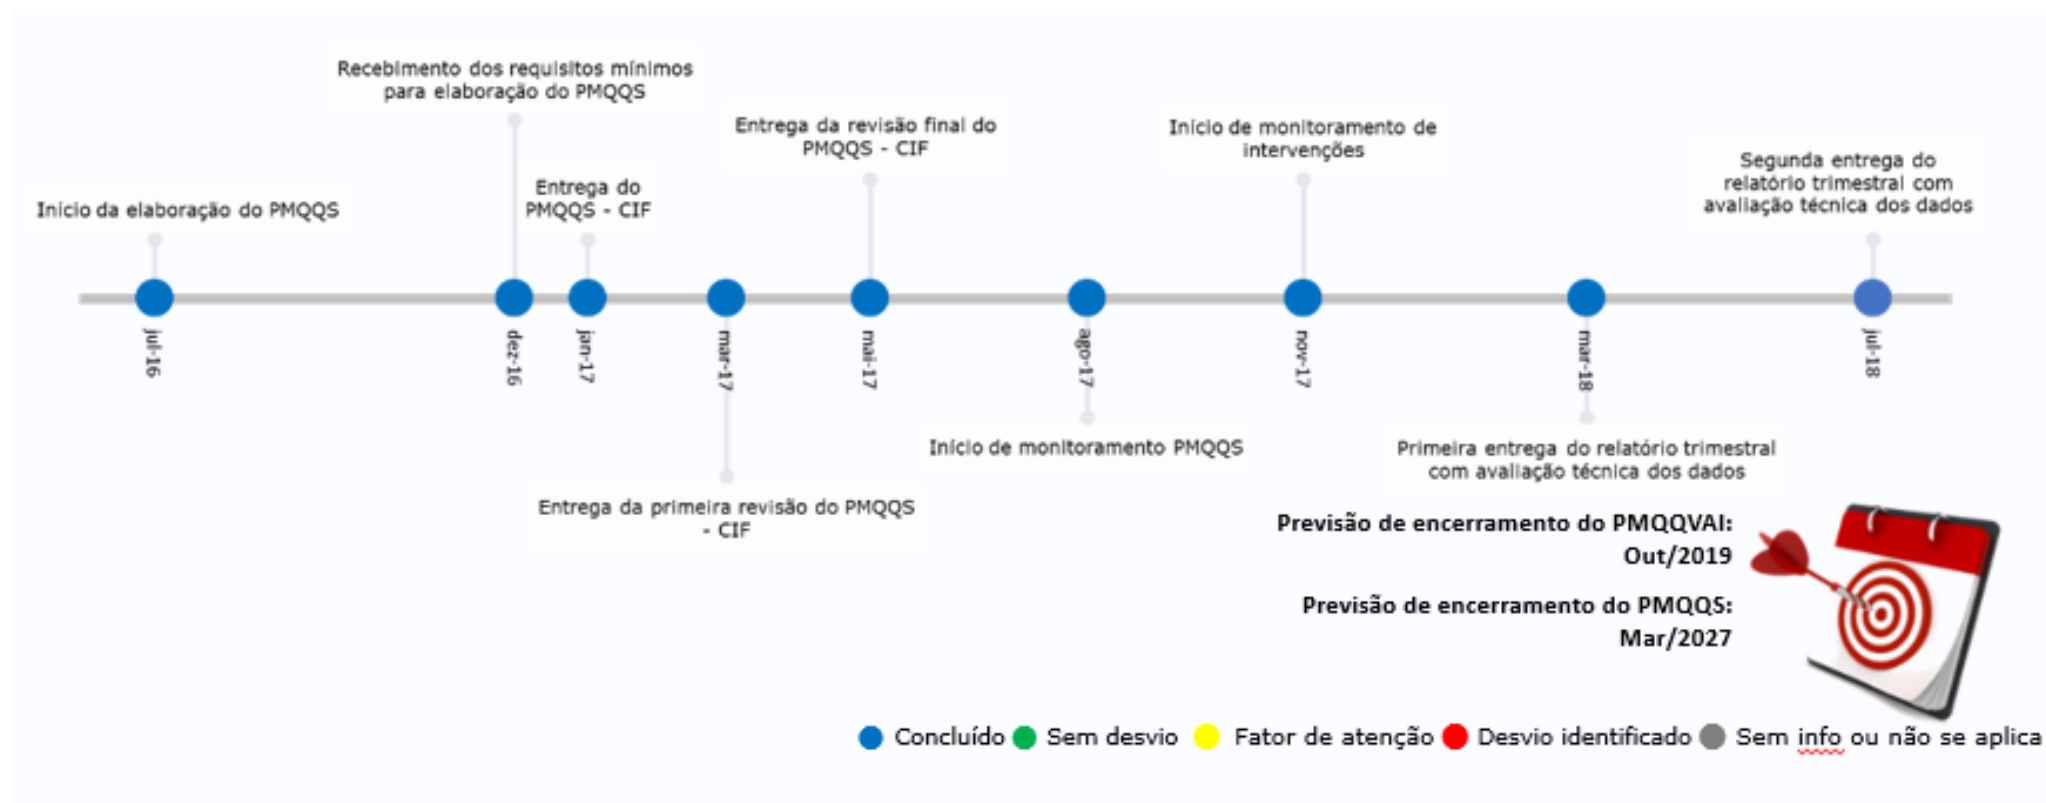 Recebimento dos requisitos mínimos
para elaboração do PMQQS
Entrega da revisão final do
PMQQS - CIF
Início de monitoramento de
intervenções
Segunda entrega do
relatório trimestral com
avaliação técnica dos dados
Entrega do
PMQQS - CIF
Início da elaboração do PMQQS
jul-16
dez-16
jan-17
mar-17
mai-17
ago-17
nov-17
mar-18
jul-18
Início de monitoramento PMQQS
Primeira entrega do relatório trimestral
com avaliação técnica dos dados
Entrega da primeira revisão do PMQQS
- CIF
Previsão de encerramento do PMQQVAI:
Out/2019
Previsão de encerramento do PMQQS:
Mar/2027
Concluído
Sem desvio
Fator de atenção
Desvio identificado
Sem info ou não se aplica